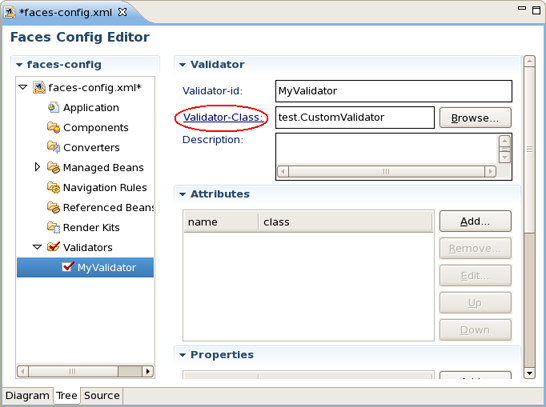 *faces-config.xml
Faces Config Editor
faces-config
faces-config.xml*
Application
Components
Converters
Managed Beans
Navigation Rules
Referenced Beans
Render Kits
Validators
MyValidator
Validator
Validator-id: MyValidator
Validator-Class: test.CustomValidator Browse...
Description:
Attributes
name class
Add...
Remove...
Edit...
Up
Down
Properties
Diagram Tree Source